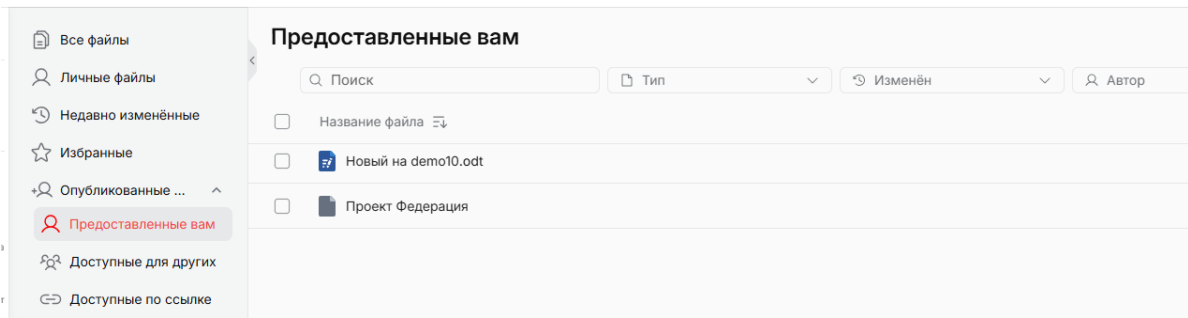 Все файлы
Личные файлы
Недавно изменённые
Избранные
Опубликованные ...
Предоставленные вам
Доступные для других
Доступные по ссылке
Предоставленные вам
Поиск
Тип
Изменён
Автор
Название файла
Новый на demo10.odt
Проект Федерация